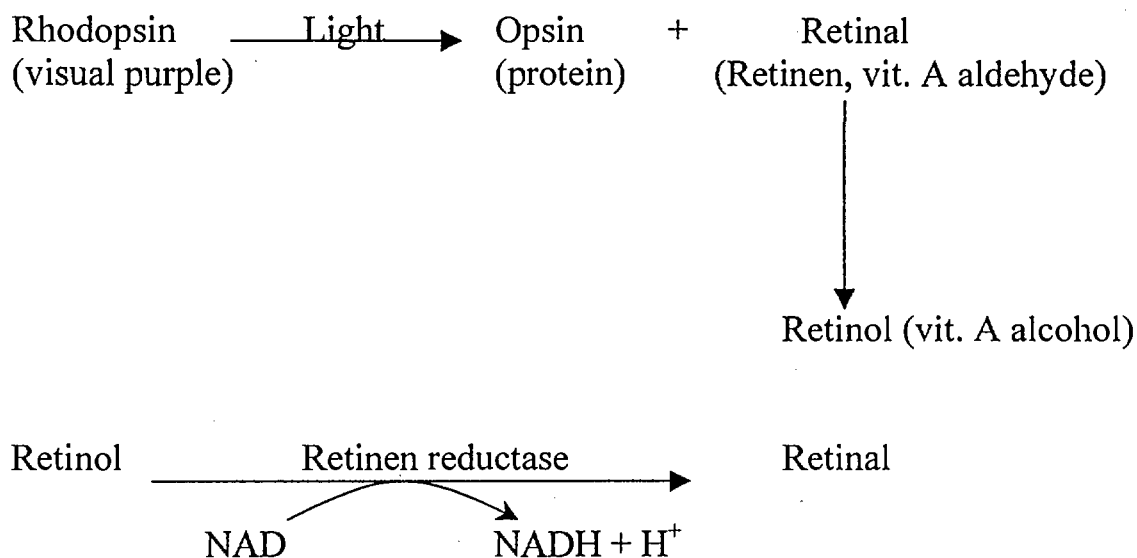 Rhodopsin Light Opsin + Retinal
(visual purple) (protein) (Retinen, vit. A aldehyde)
Retinol (vit. A alcohol)
Retinol Retinen reductase Retinal
NAD NADH + H⁺